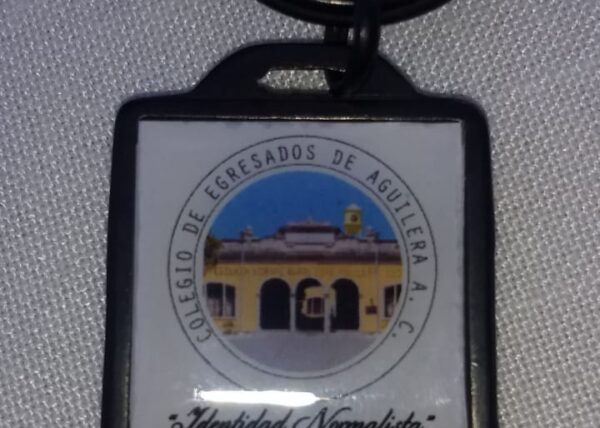 COLEGIO DE EGRESADOS DE AGUILERA A. C.
"Identidad Normalista"